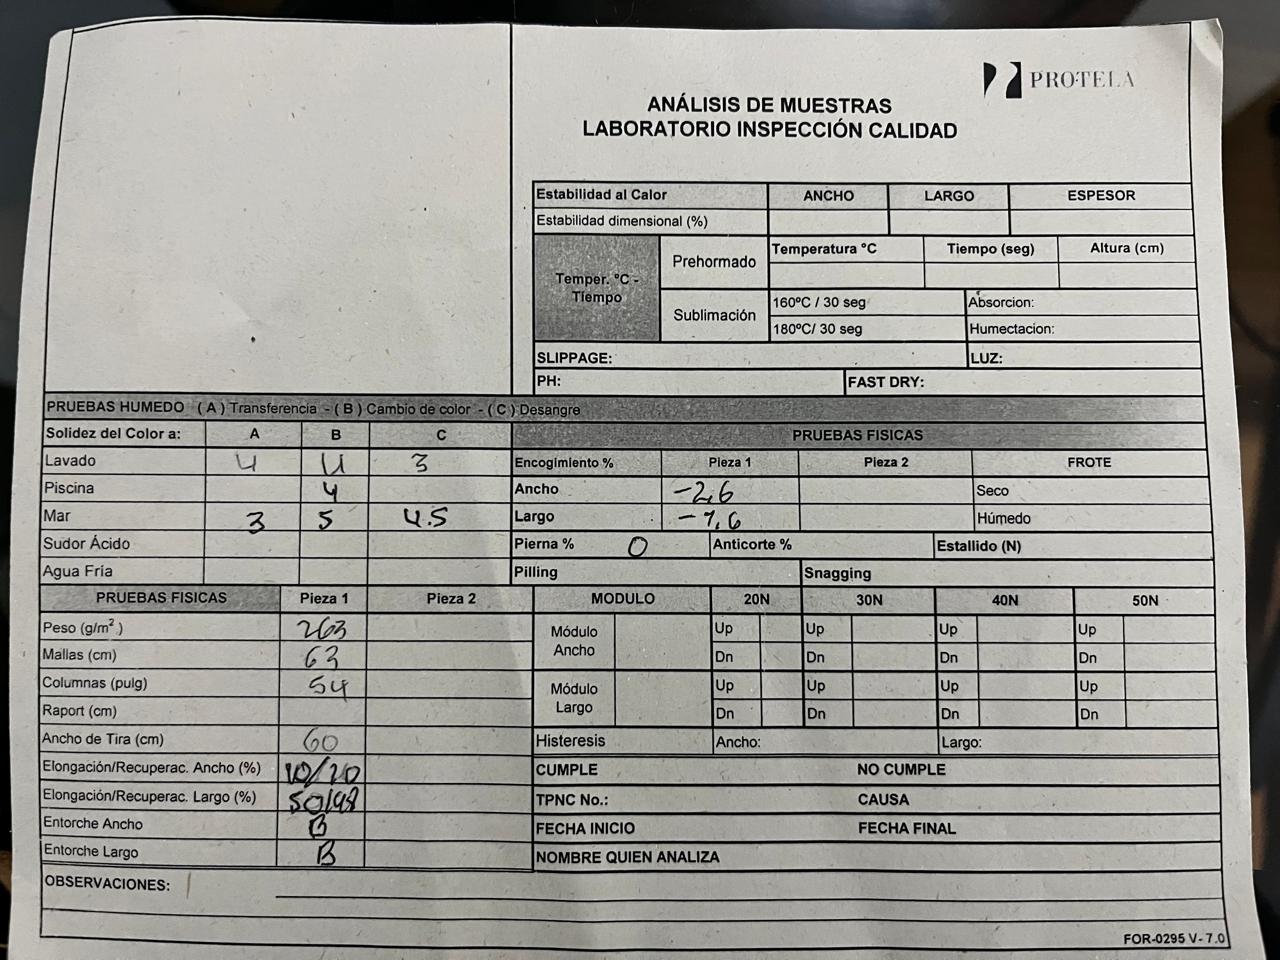 PROTELA
ANÁLISIS DE MUESTRAS
LABORATORIO INSPECCIÓN CALIDAD
Estabilidad al Calor ANCHO LARGO ESPESOR
Estabilidad dimensional (%)
Temper. ºC - Tiempo
Prehormado Temperatura ºC Tiempo (seg) Altura (cm)
Sublimación 160ºC / 30 seg Absorcion:
180ºC/ 30 seg Humectacion:
SLIPPAGE: LUZ:
PH: FAST DRY:
PRUEBAS HUMEDO ( A ) Transferencia - ( B ) Cambio de color - ( C ) Desangre
Solidez del Color a: A B C PRUEBAS FISICAS
Lavado 4 4 3 Encogimiento % Pieza 1 Pieza 2 FROTE
Piscina 4 Ancho -2,6 Seco
Mar 3 5 4.5 Largo Húmedo
Sudor Ácido Pierna % 0 Anticorte % Estallido (N)
Agua Fría Pilling Snagging
PRUEBAS FISICAS Pieza 1 Pieza 2 MODULO 20N 30N 40N 50N
Peso (g/m².) 263 Módulo Ancho Up Up Up Up
Mallas (cm) 63 Dn Dn Dn Dn
Columnas (pulg) 54 Módulo Largo Up Up Up Up
Raport (cm) Dn Dn Dn Dn
Ancho de Tira (cm) 60 Histeresis Ancho: Largo:
Elongación/Recuperac. Ancho (%) CUMPLE NO CUMPLE
Elongación/Recuperac. Largo (%) 50/98 TPNC No.: CAUSA
Entorche Ancho B FECHA INICIO FECHA FINAL
Entorche Largo B NOMBRE QUIEN ANALIZA
OBSERVACIONES:
FOR-0295 V- 7.0